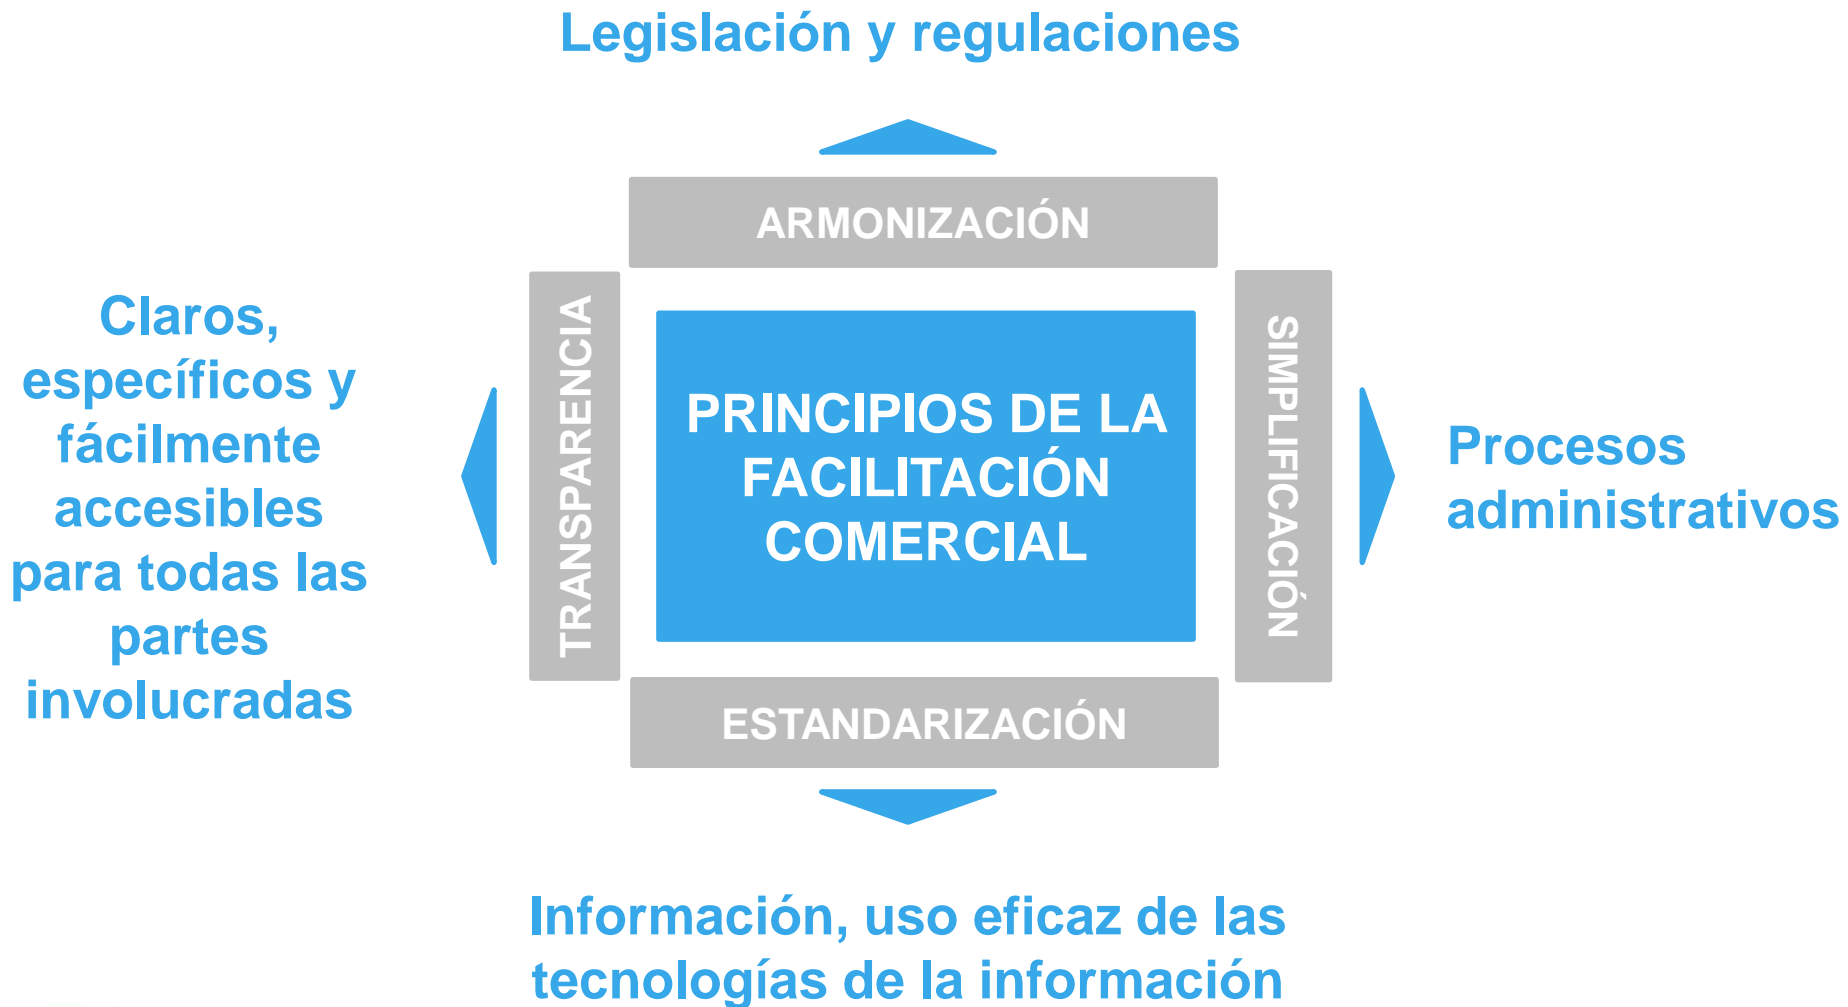 Legislación y regulaciones
ARMONIZACIÓN
Claros,
específicos y
fácilmente
accesibles
para todas las
partes
involucradas
TRANSPARENCIA
PRINCIPIOS DE LA
FACILITACIÓN
COMERCIAL
SIMPLIFICACIÓN
Procesos
administrativos
ESTANDARIZACIÓN
Información, uso eficaz de las
tecnologías de la información